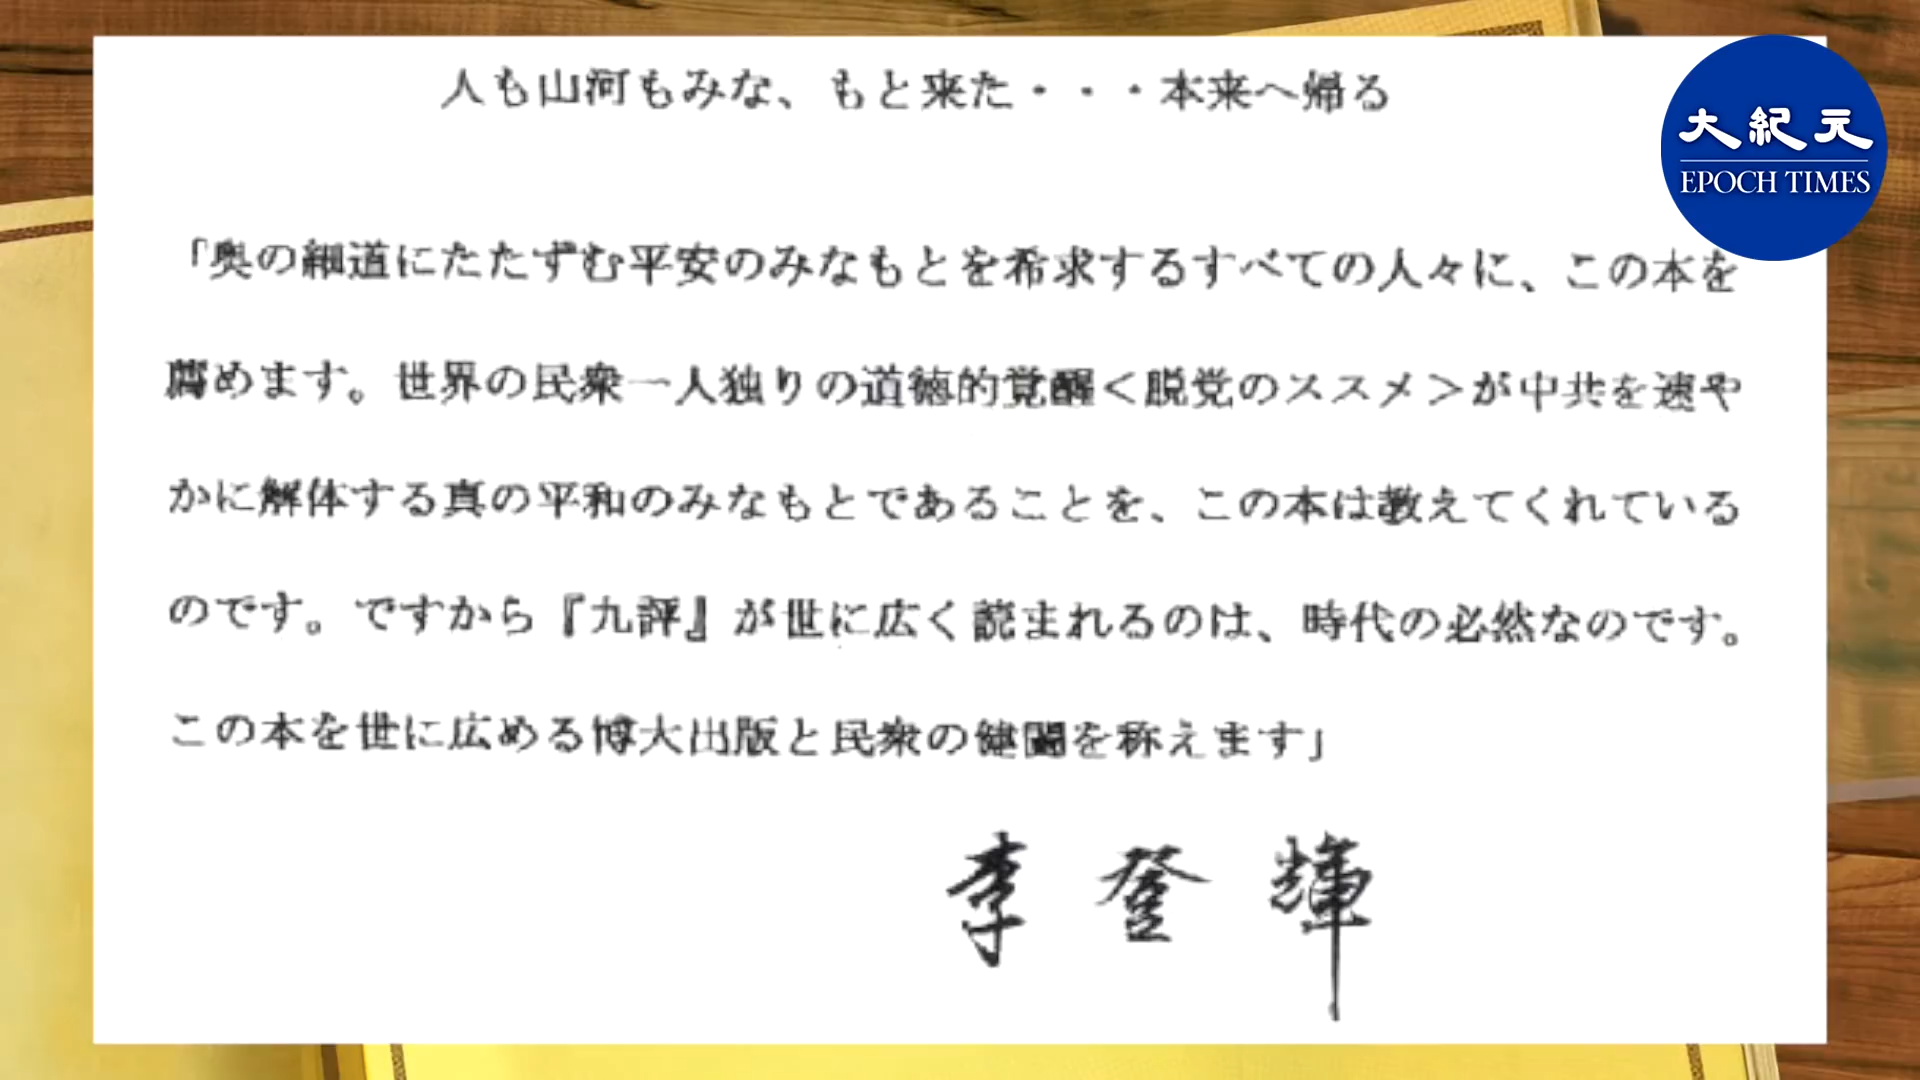 人も山河もみな、もと来た・・・本来へ帰る
大紀元
EPOCH TIMES
「奥の細道にたたずむ平安のみなもとを希求するすべての人々に、この本を
薦めます。世界の民衆一人独りの道徳的覚醒＜脱党のススメ＞が中共を速や
かに解体する真の平和のみなもとであることを、この本は教えてくれている
のです。ですから『九評』が世に広く読まれるのは、時代の必然なのです。
この本を世に広める博大出版と民衆の健闘を称えます」
李登輝